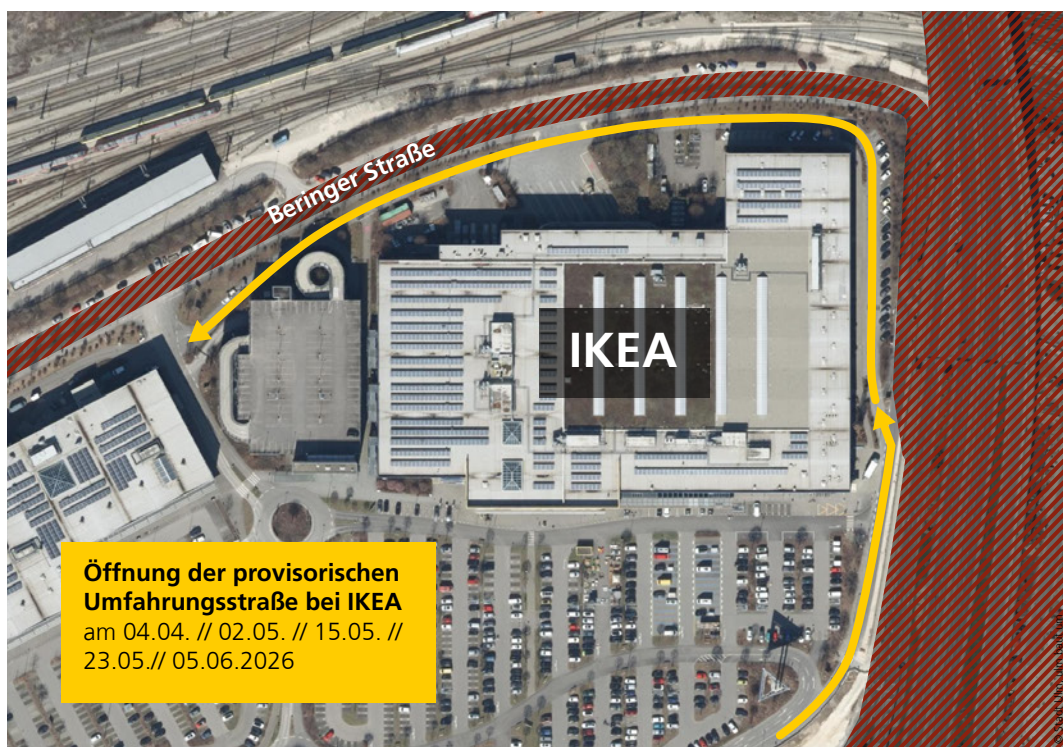 Beringer Straße
IKEA
Öffnung der provisorischen
Umfahrungsstraße bei IKEA
am 04.04. // 02.05. // 15.05. //
23.05.// 05.06.2026